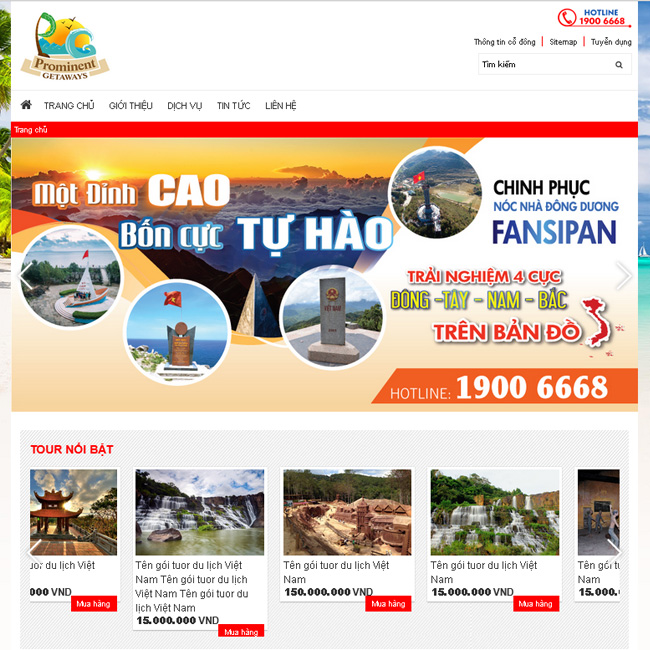 Prominent
GETAWAYS
HOTLINE
1900 6668
Thông tin cổ đông | Sitemap | Tuyển dụng
Tìm kiếm
TRANG CHỦ GIỚI THIỆU DỊCH VỤ TIN TỨC LIÊN HỆ
Trang chủ
Một Đỉnh CAO
Bốn cực TỰ HÀO
CHINH PHỤC
NÓC NHÀ ĐÔNG DƯƠNG
FANSIPAN
TRẢI NGHIỆM 4 CỰC
ĐÔNG -TÂY - NAM - BẮC
TRÊN BẢN ĐỒ
VIỆT NAM
HOTLINE: 1900 6668
TOUR NỔI BẬT
tuor du lịch Việt
000 VND
Mua hàng
Tên gói tuor du lịch Việt
Nam Tên gói tuor du lịch
Việt Nam Tên gói tuor du
lịch Việt Nam
15.000.000 VND
Mua hàng
Tên gói tuor du lịch Việt
Nam
150.000.000 VND
Mua hàng
Tên gói tuor du lịch Việt
Nam
15.000.000 VND
Mua hàng
Tên gói tu
Nam
15.000.